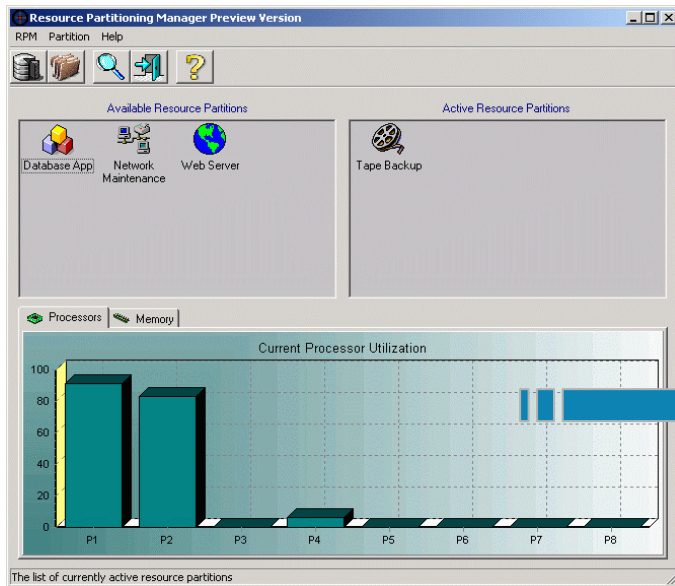 Resource Partitioning Manager Preview Version
RPM Partition Help
Available Resource Partitions
Active Resource Partitions
Database App
Network
Maintenance
Web Server
Tape Backup
Processors
Memory
Current Processor Utilization
100
80
60
40
20
0
P1 P2 P3 P4 P5 P6 P7 P8
The list of currently active resource partitions